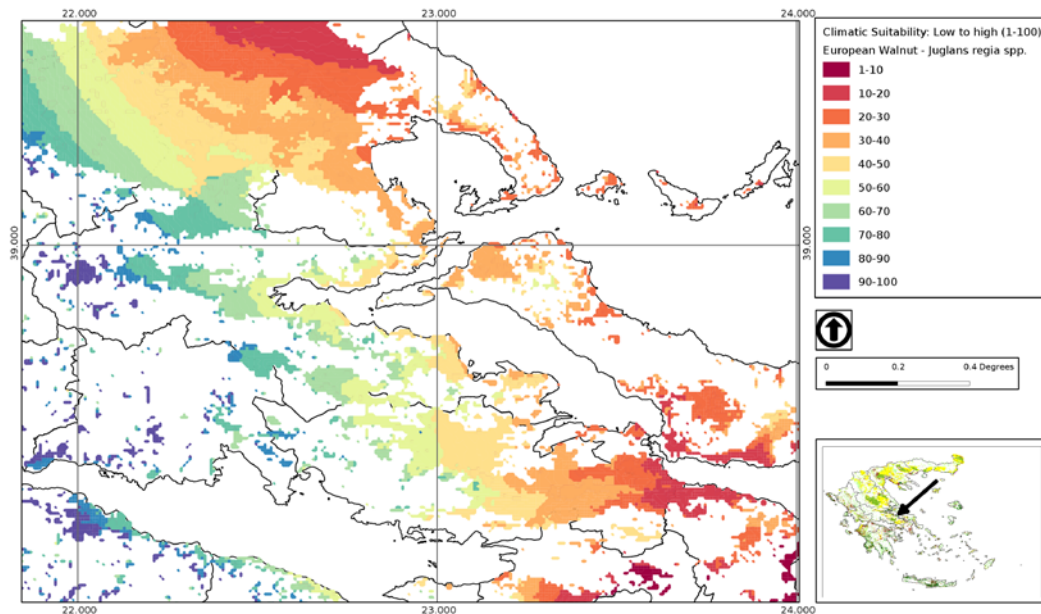 22.000 23.000 24.000
39.000 39.000
22.000 23.000 24.000
Climatic Suitability: Low to high (1-100)
European Walnut - Juglans regia spp.
1-10
10-20
20-30
30-40
40-50
50-60
60-70
70-80
80-90
90-100
0 0.2 0.4 Degrees